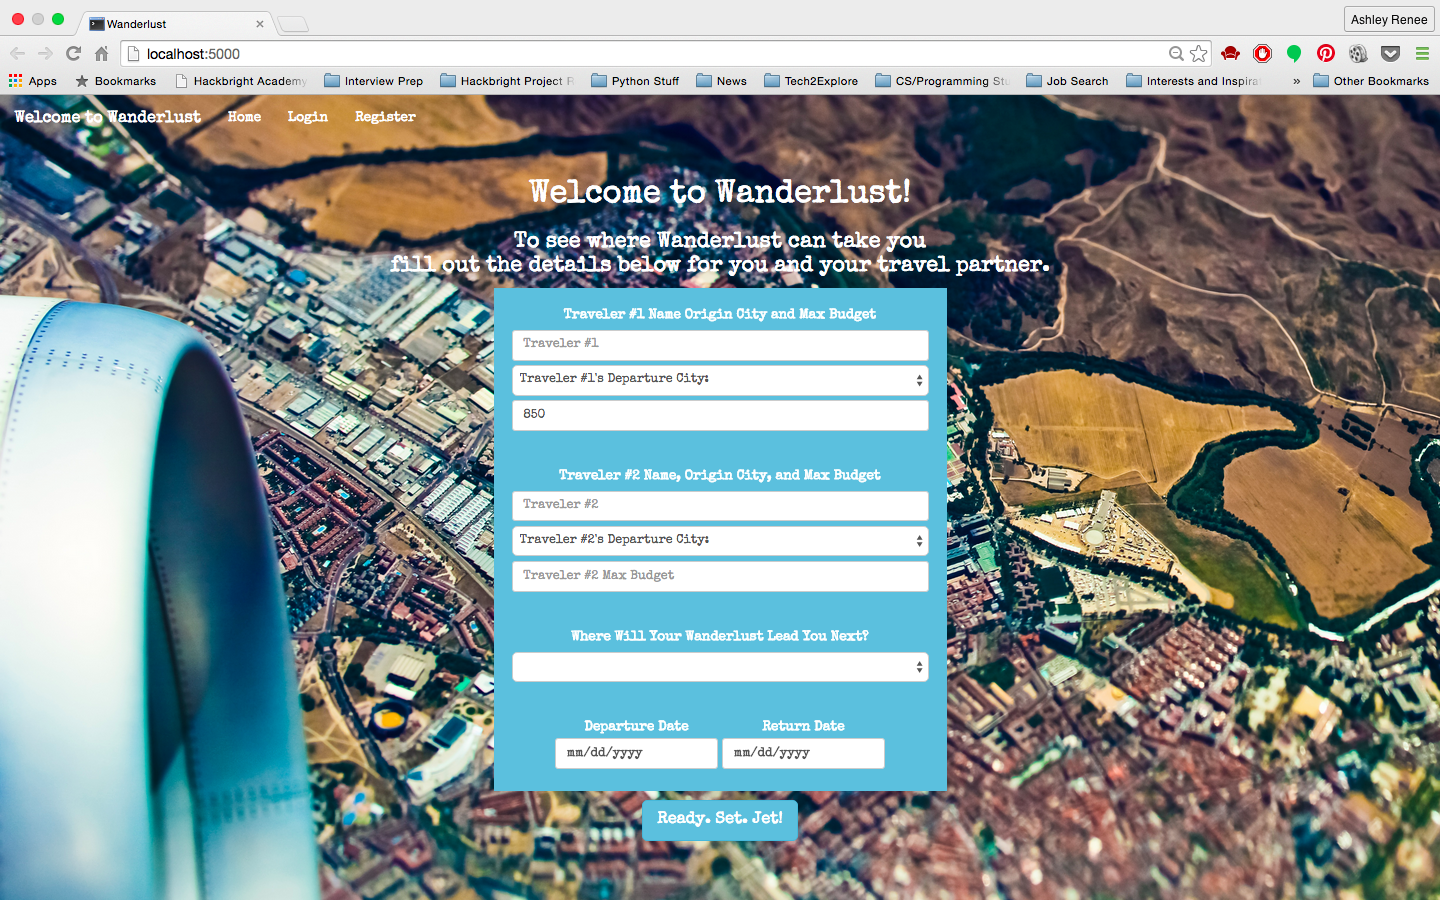 Wanderlust
Ashley Renee
localhost:5000
Apps Bookmarks Hackbright Academy Interview Prep Hackbright Project Python Stuff News Tech2Explore CS/Programming Job Search Interests and » Other Bookmarks
Welcome to Wanderlust Home Login Register
Welcome to Wanderlust!
To see where Wanderlust can take you
fill out the details below for you and your travel partner.
Traveler #1 Name Origin City and Max Budget
Traveler #1
Traveler #1's Departure City:
850
Traveler #2 Name, Origin City, and Max Budget
Traveler #2
Traveler #2's Departure City:
Traveler #2 Max Budget
Where Will Your Wanderlust Lead You Next?
Departure Date Return Date
mm/dd/yyyy mm/dd/yyyy
Ready. Set. Jet!